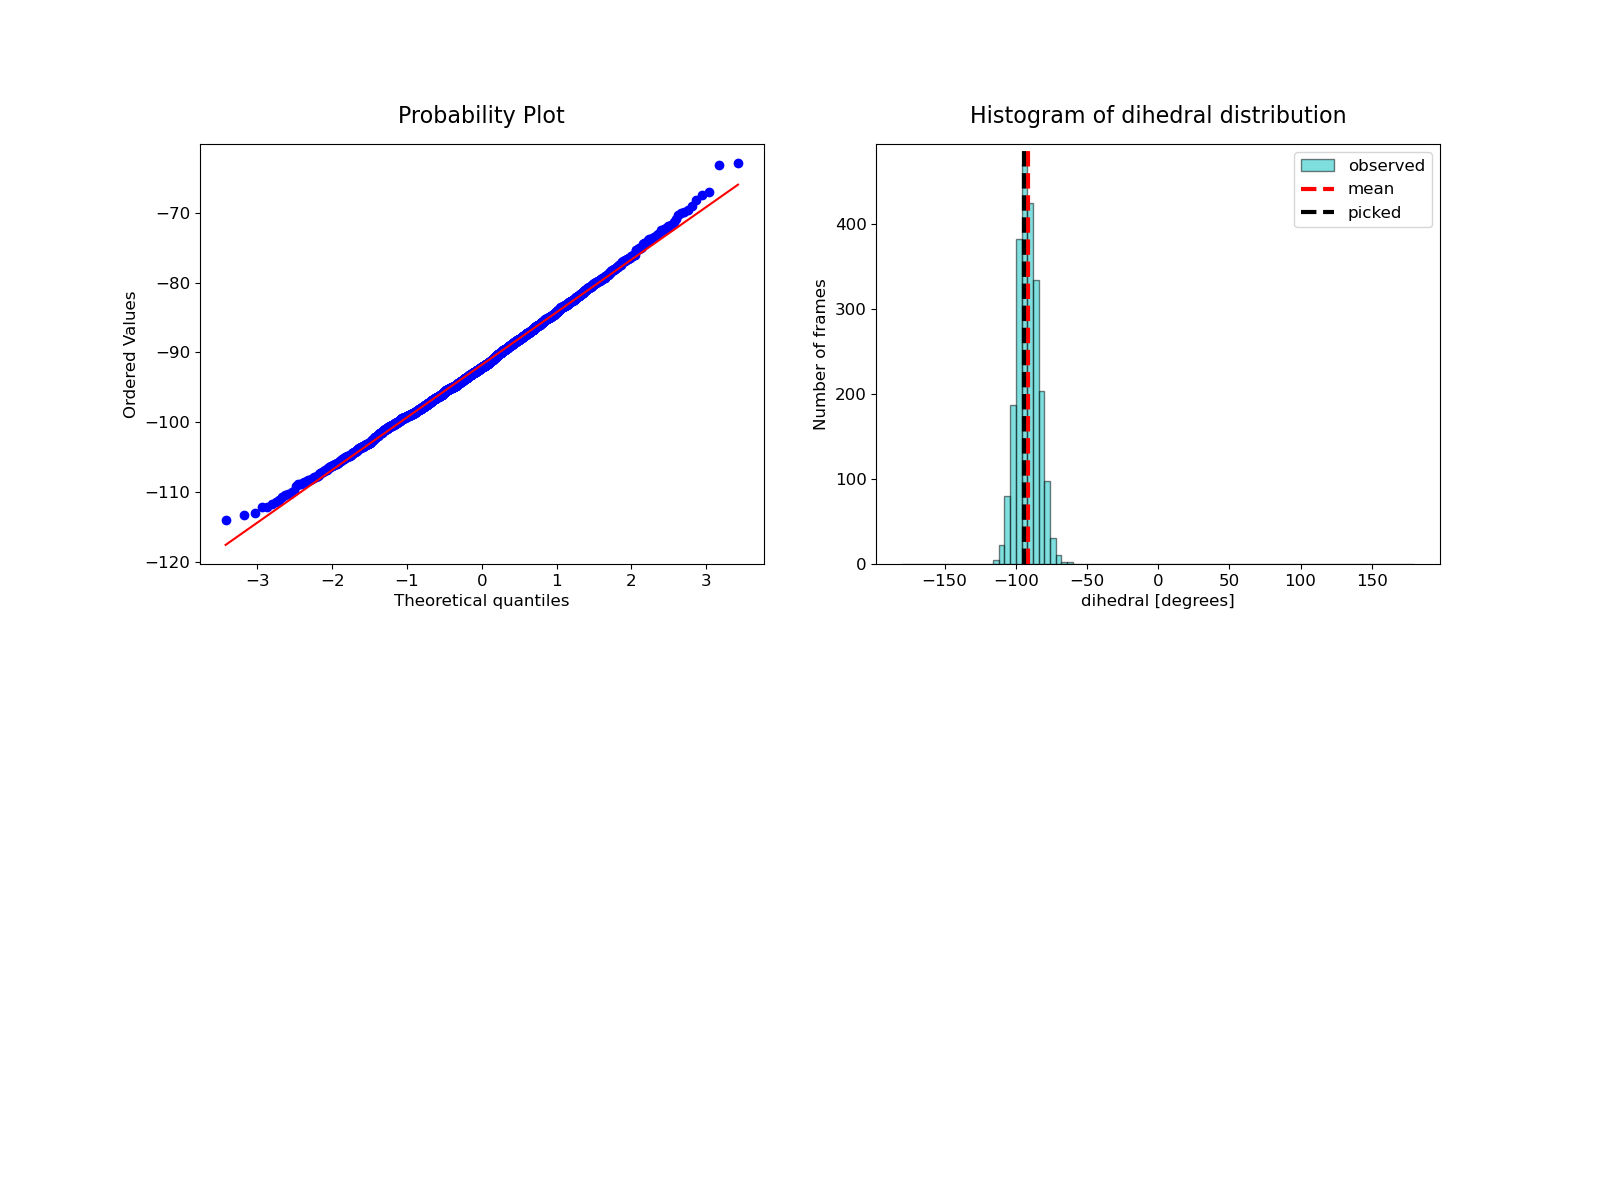 Probability Plot
Ordered Values
−70
−80
−90
−100
−110
−120
−3
−2
−1
0
1
2
3
Theoretical quantiles
Histogram of dihedral distribution
Number of frames
400
300
200
100
0
observed
mean
picked
−150
−100
−50
0
50
100
150
dihedral [degrees]